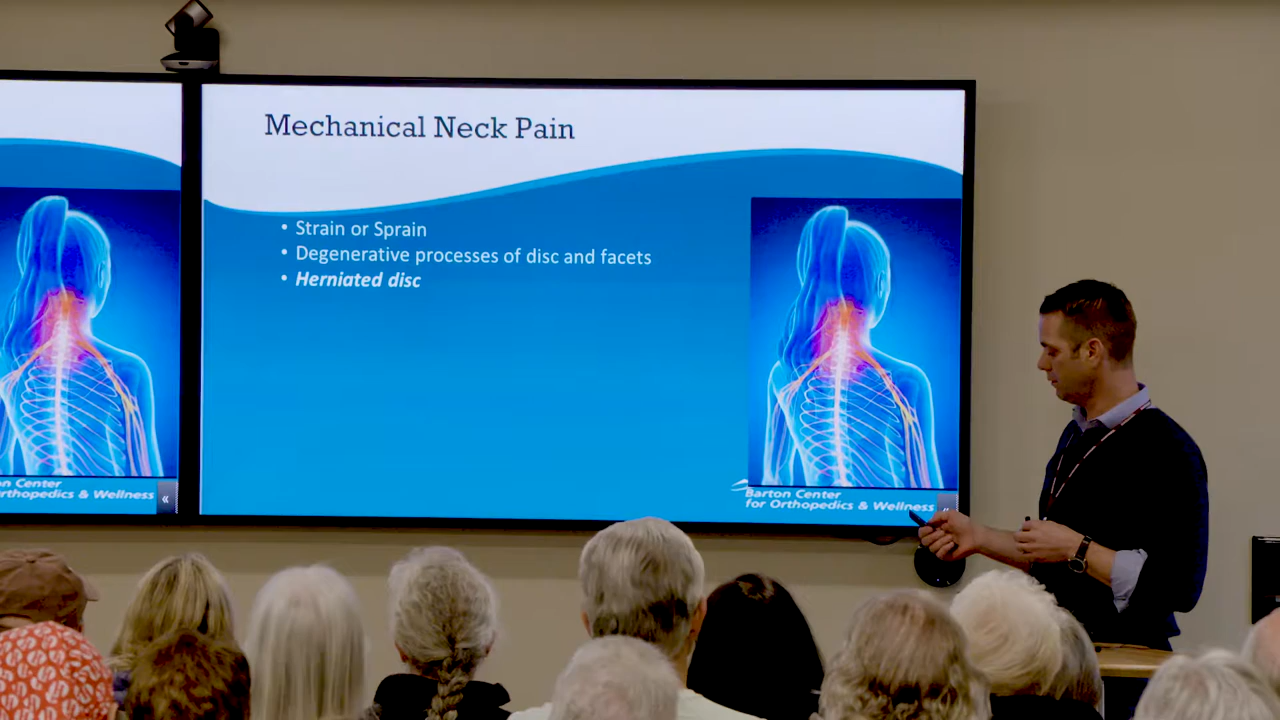 Mechanical Neck Pain
• Strain or Sprain
• Degenerative processes of disc and facets
• Herniated disc
Barton Center
for Orthopedics & Wellness
n Center
rthopedics & Wellness